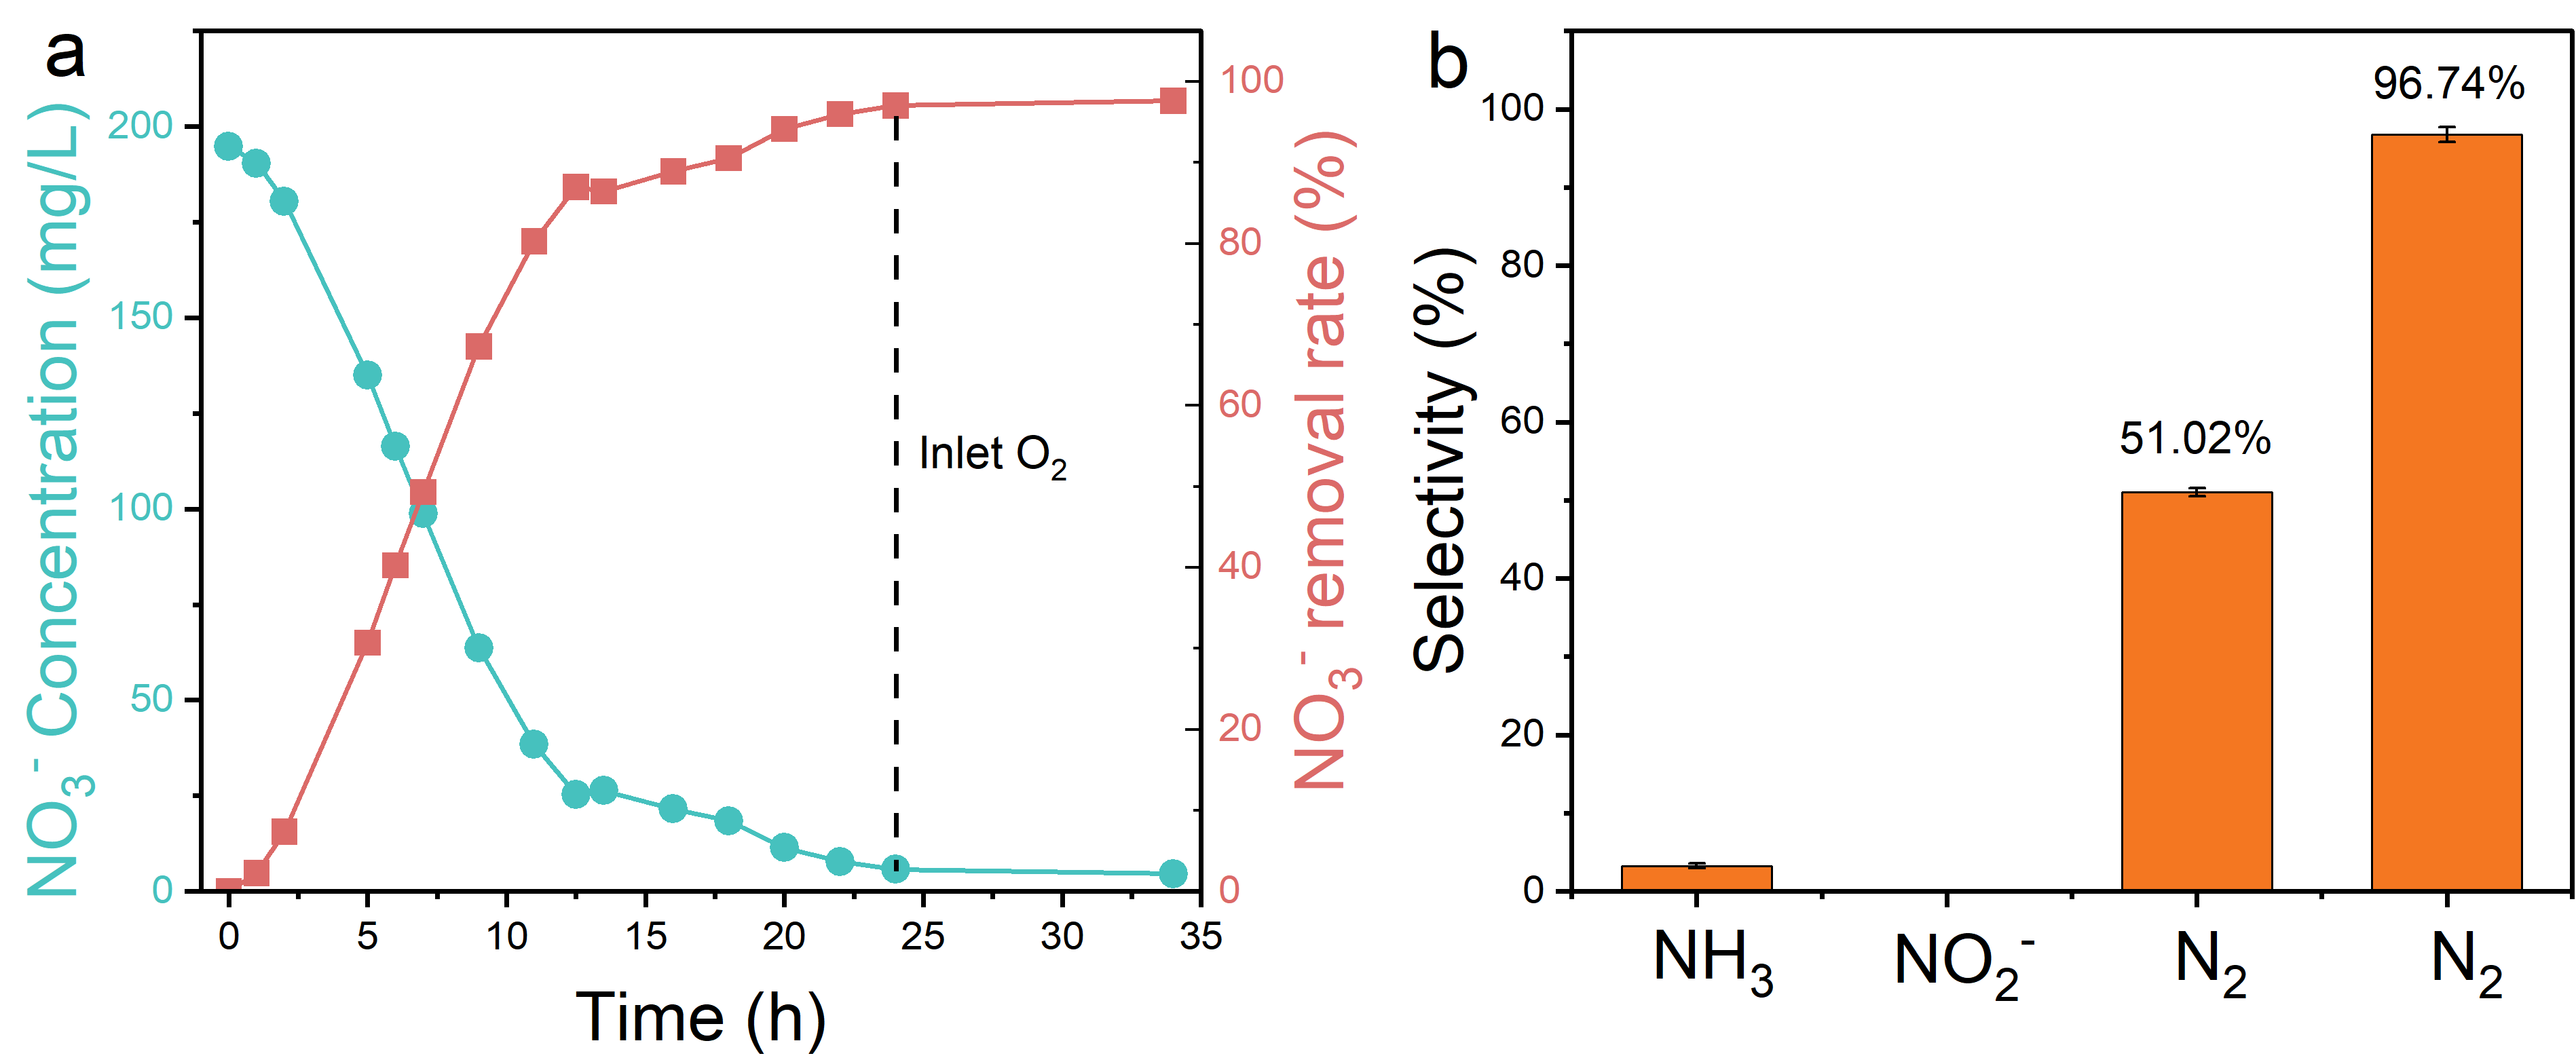 a
NO₃⁻ Concentration (mg/L)
200
150
100
50
0
100
80
60
40
20
0
NO₃⁻ removal rate (%)
Inlet O₂
0 5 10 15 20 25 30 35
Time (h)
b
Selectivity (%)
100
80
60
40
20
0
51.02%
96.74%
NH₃ NO₂⁻ N₂ N₂